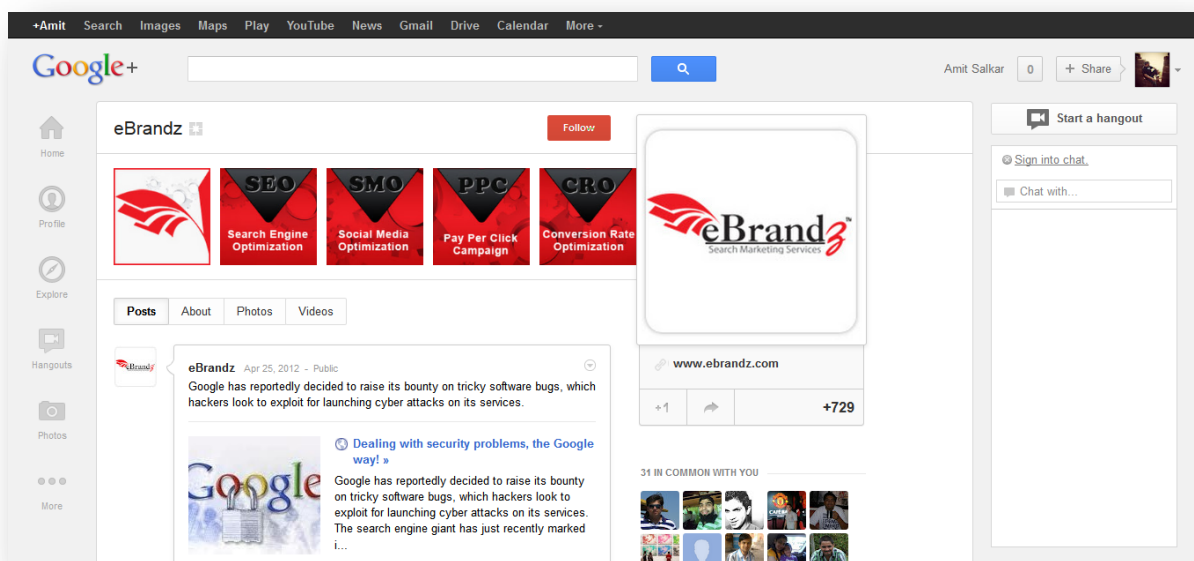 +Amit Search Images Maps Play YouTube News Gmail Drive Calendar More
Google+
Amit Salkar 0 + Share
Home
Profile
Explore
Hangouts
Photos
More
eBrandz
Follow
SEO
Search Engine
Optimization
SMO
Social Media
Optimization
PPC
Pay Per Click
Campaign
CRO
Conversion Rate
Optimization
eBrandz™
Search Marketing Services
Posts About Photos Videos
eBrandz
eBrandz Apr 25, 2012 - Public
Google has reportedly decided to raise its bounty on tricky software bugs, which
hackers look to exploit for launching cyber attacks on its services.
Google
Dealing with security problems, the Google
way! »
Google has reportedly decided to raise its bounty
on tricky software bugs, which hackers look to
exploit for launching cyber attacks on its services.
The search engine giant has just recently marked
i...
www.ebrandz.com
+1
+729
31 IN COMMON WITH YOU
Start a hangout
Sign into chat.
Chat with...